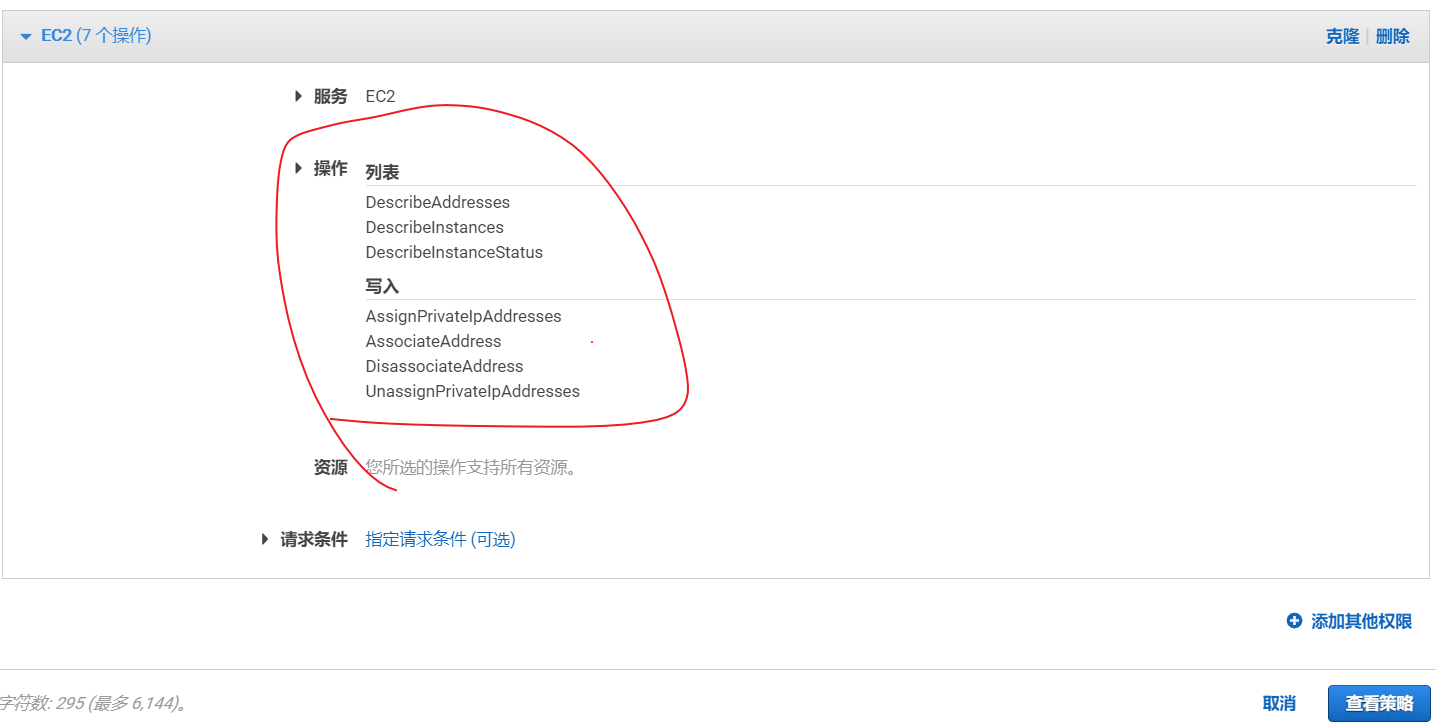 EC2 (7 个操作)
克隆 | 删除
服务 EC2
操作 列表
DescribeAddresses
DescribeInstances
DescribeInstanceStatus
写入
AssignPrivateIpAddresses
AssociateAddress
DisassociateAddress
UnassignPrivateIpAddresses
资源 您所选的操作支持所有资源。
请求条件 指定请求条件 (可选)
添加其他权限
字符数: 295 (最多 6,144)。
取消 查看策略